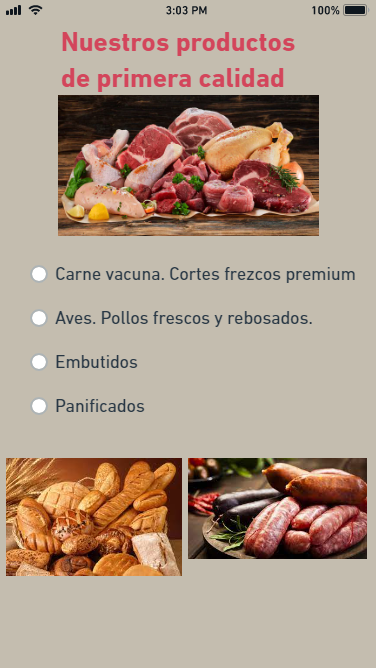 3:03 PM
100%
Nuestros productos
de primera calidad
Carne vacuna. Cortes frezcos premium
Aves. Pollos frescos y rebosados.
Embutidos
Panificados